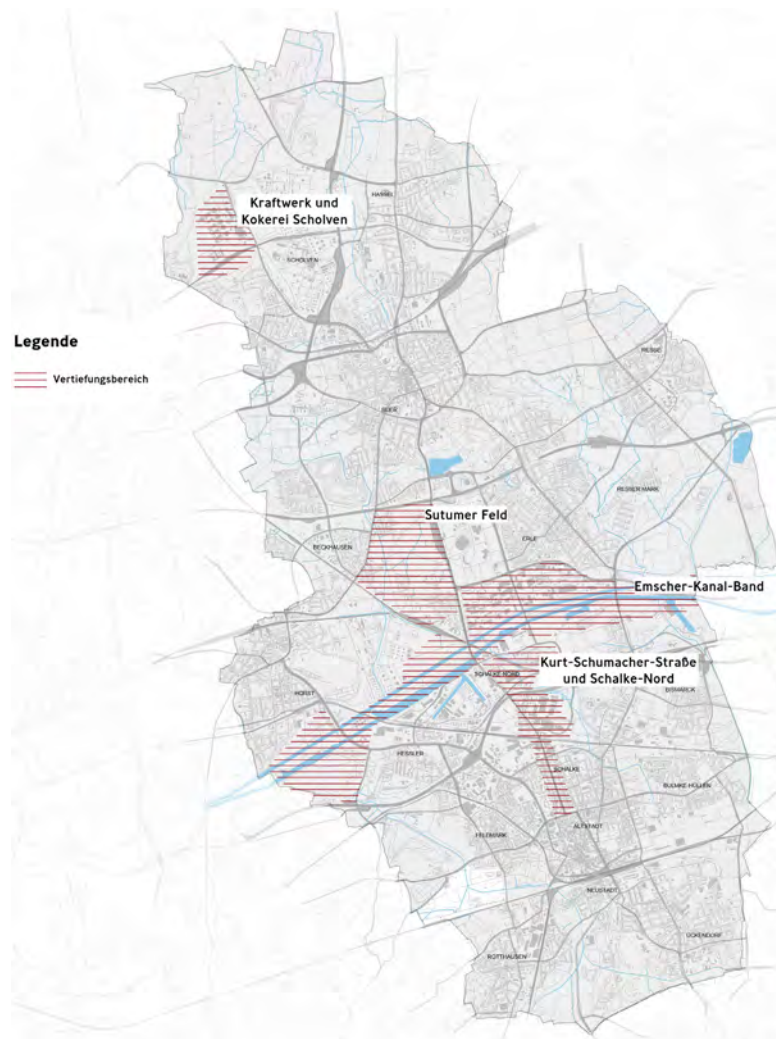 HASSEL
Kraftwerk und
Kokerei Scholven
SCHOLVEN
Legende
Vertiefungsbereich
RESSE
BUER
RESSER MARK
Sutumer Feld
ERLE
BECKHAUSEN
Emscher-Kanal-Band
Kurt-Schumacher-Straße
und Schalke-Nord
SCHALKE-NORD
BISMARCK
HORST
HESSLER
SCHALKE
BULMKE-HÜLLEN
ALTSTADT
FELDMARK
NEUSTADT
ÜCKENDORF
ROTTHAUSEN